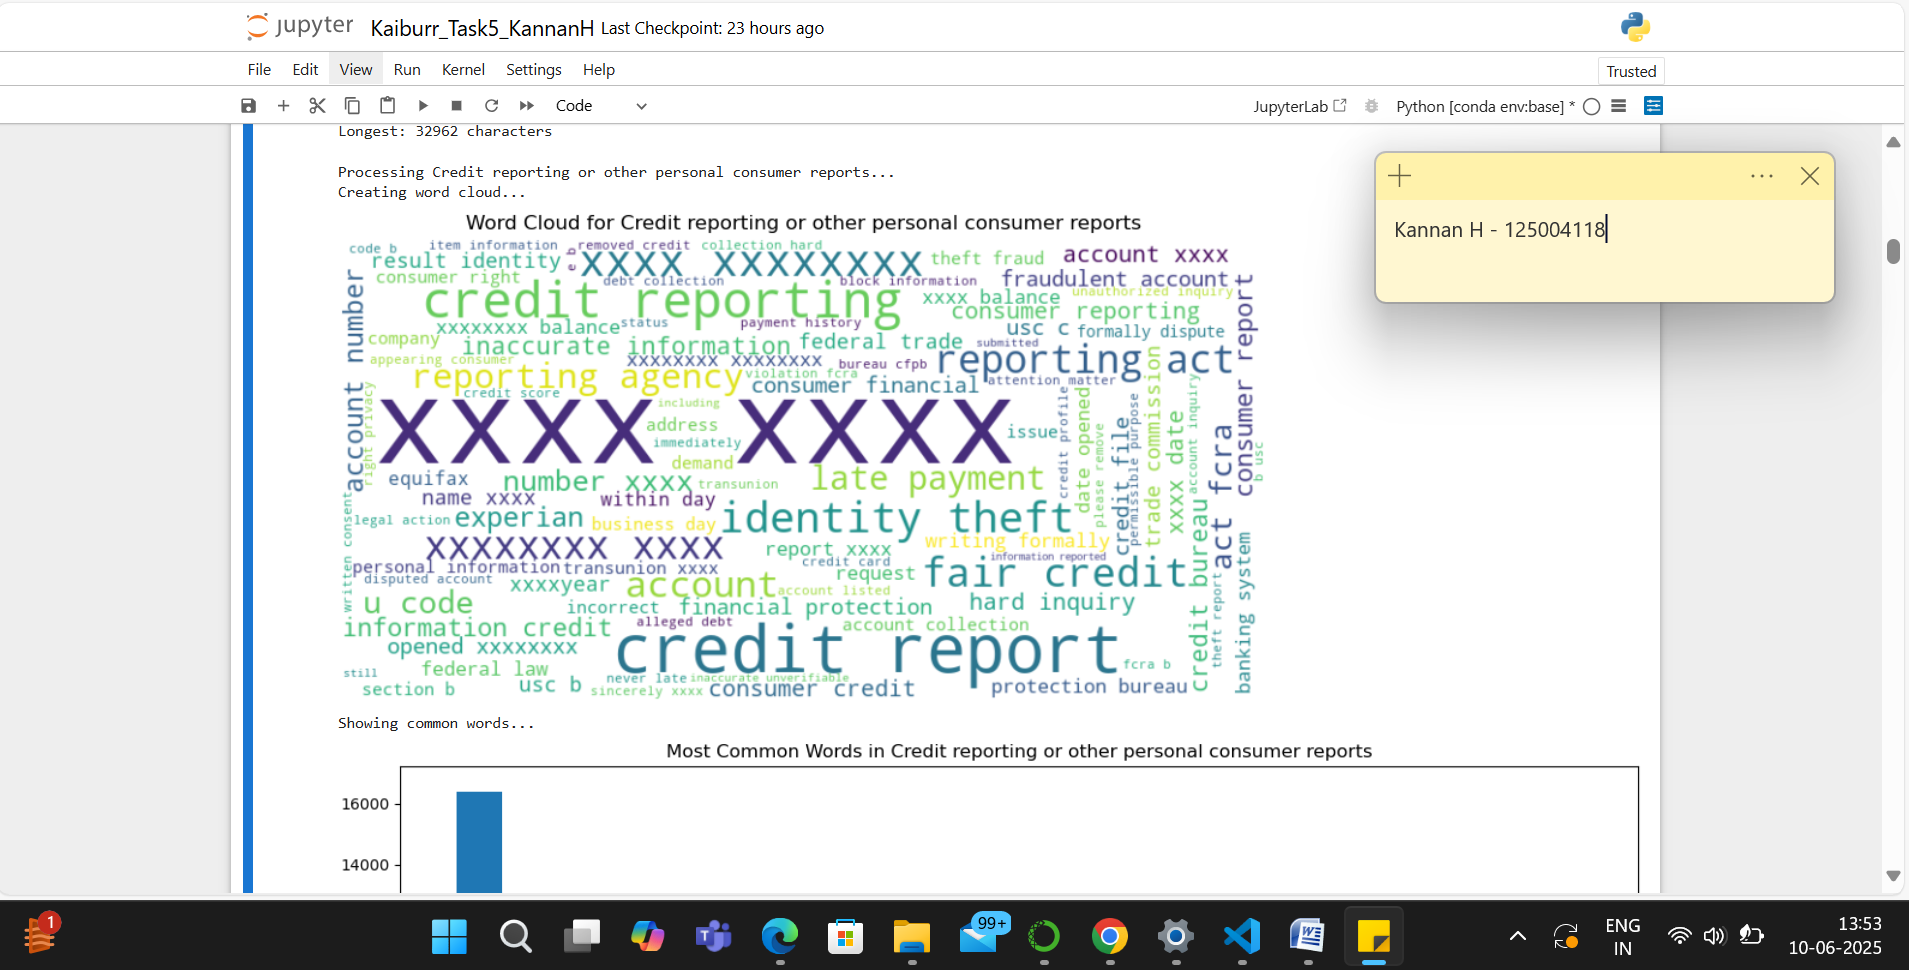 jupyter Kaiburr_Task5_KannanH Last Checkpoint: 23 hours ago
File Edit View Run Kernel Settings Help
Trusted
Code
JupyterLab
Python [conda env:base] *
Longest: 32962 characters
Processing Credit reporting or other personal consumer reports...
Creating word cloud...
Word Cloud for Credit reporting or other personal consumer reports
code b
item information
removed credit
collection hard
result identity
e b
xxxx xxxxxxxx
theft fraud
account xxxx
consumer right
debt collection
block information
fraudulent account
credit reporting
xxxx balance
unauthorized inquiry
consumer reporting
account number
xxxxxxxx balance
status
payment history
usc c
formally dispute
company
inaccurate information
federal trade
submitted
appearing consumer
xxxxxxxx xxxxxxxx
bureau cfpb
reporting act
reporting agency
violation fcra
consumer financial
attention matter
credit score
including
xxxx xxxx
address
immediately
issue
demand
right privacy
credit profile
date opened
please remove
credit file
permissible purpose
trade commission
xxxx date
account inquiry
act fcra
consumer report
b usc
equifax
number xxxx
transunion
late payment
name xxxx
within day
written consent
legal action
experian
business day
identity theft
writing formally
xxxxxxxx xxxx
report xxxx
information reported
personal information
transunion xxxx
credit card
disputed account
xxxxyear
account
account listed
request
fair credit
credit bureau
u code
incorrect
financial protection
hard inquiry
theft report
banking system
information credit
alleged debt
account collection
opened xxxxxxxx
credit report
federal law
fcra b
still
never late
inaccurate unverifiable
section b
usc b
sincerely xxxx
consumer credit
protection bureau
Showing common words...
Most Common Words in Credit reporting or other personal consumer reports
16000
14000
Kannan H - 125004118
1
99+
ENG
IN
13:53
10-06-2025